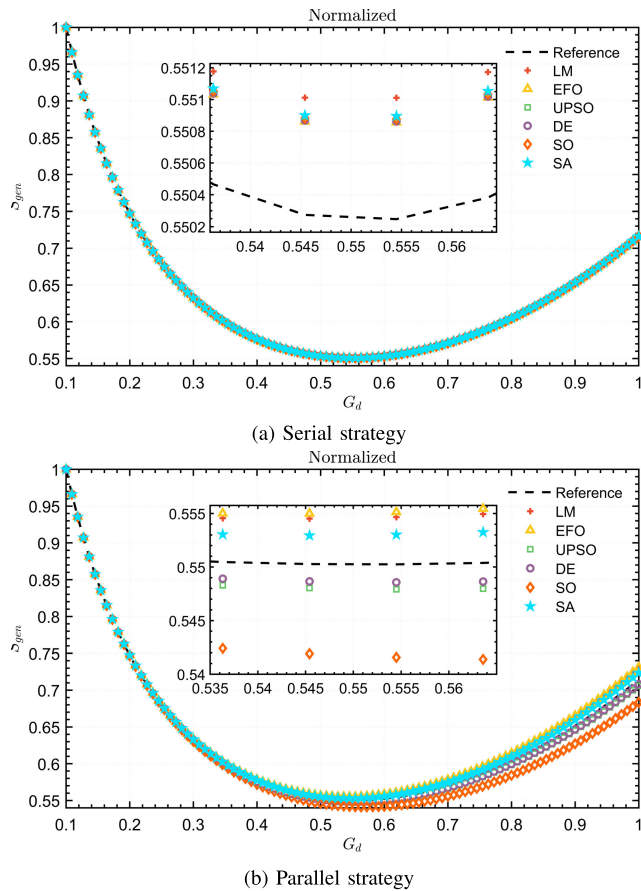 Normalized
1
0.95
0.9
0.85
0.8
0.75
0.7
0.65
0.6
0.55
S_gen
0.5512
0.551
0.5508
0.5506
0.5504
0.5502
0.54 0.545 0.55 0.555 0.56
Reference
LM
EFO
UPSO
DE
SO
SA
0.1 0.2 0.3 0.4 0.5 0.6 0.7 0.8 0.9 1
G_d
(a) Serial strategy
Normalized
1
0.95
0.9
0.85
0.8
0.75
0.7
0.65
0.6
0.55
S_gen
0.555
0.55
0.545
0.54
0.535 0.54 0.545 0.55 0.555 0.56
Reference
LM
EFO
UPSO
DE
SO
SA
0.1 0.2 0.3 0.4 0.5 0.6 0.7 0.8 0.9 1
G_d
(b) Parallel strategy